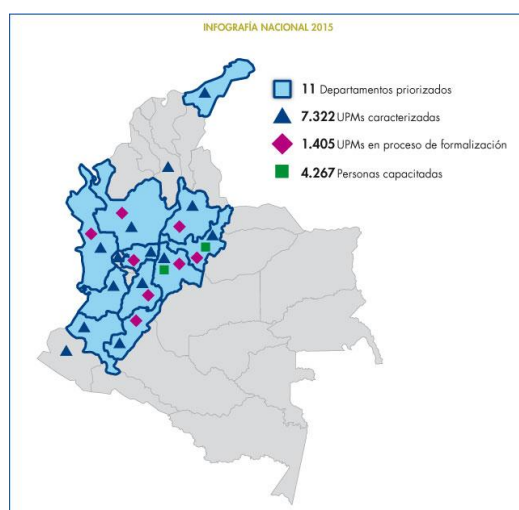 INFOGRAFÍA NACIONAL 2015
11 Departamentos priorizados
7.322 UPMs caracterizadas
1.405 UPMs en proceso de formalización
4.267 Personas capacitadas